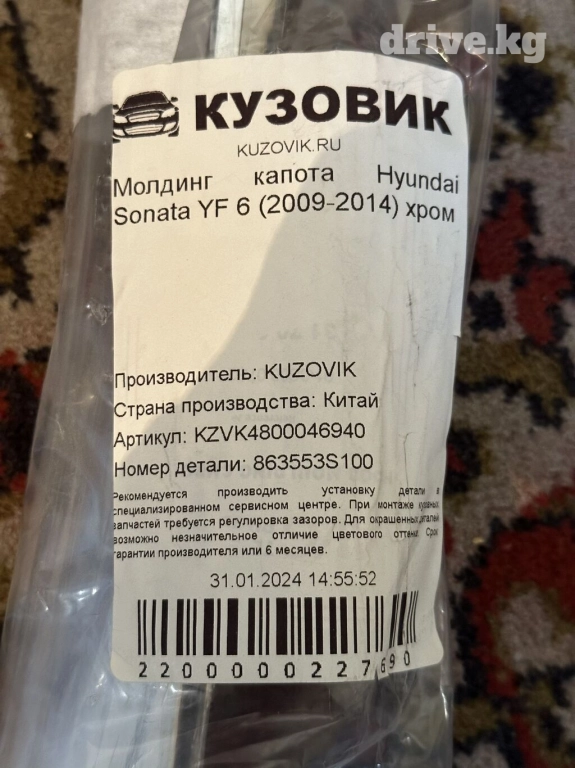 drive.kg
КУЗОВИК
KUZOVIK.RU
Молдинг капота Hyundai
Sonata YF 6 (2009-2014) хром
Производитель: KUZOVIK
Страна производства: Китай
Артикул: KZVK4800046940
Номер детали: 863553S100
Рекомендуется производить установку детали в
специализированном сервисном центре. При монтаже кузовных
запчастей требуется регулировка зазоров. Для окрашенных деталей
возможно незначительное отличие цветового оттенка. Срок
гарантии производителя или 6 месяцев.
31.01.2024 14:55:52
2200000227690